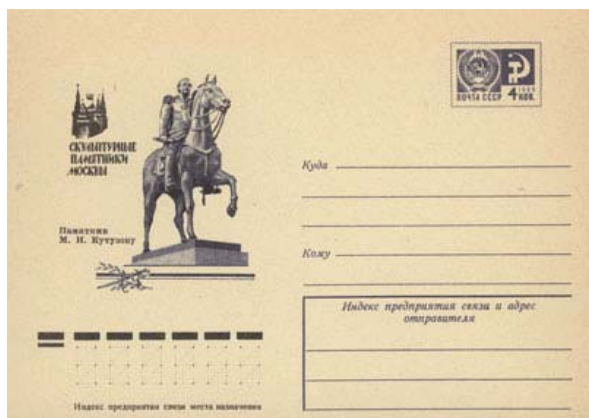 СКУЛЬПТУРНЫЕ
ПАМЯТНИКИ
МОСКВЫ
Памятник
М. И. Кутузову
ПОЧТА СССР 4 КОП.
Куда
Кому
Индекс предприятия связи и адрес
отправителя
Индекс предприятия связи места назначения